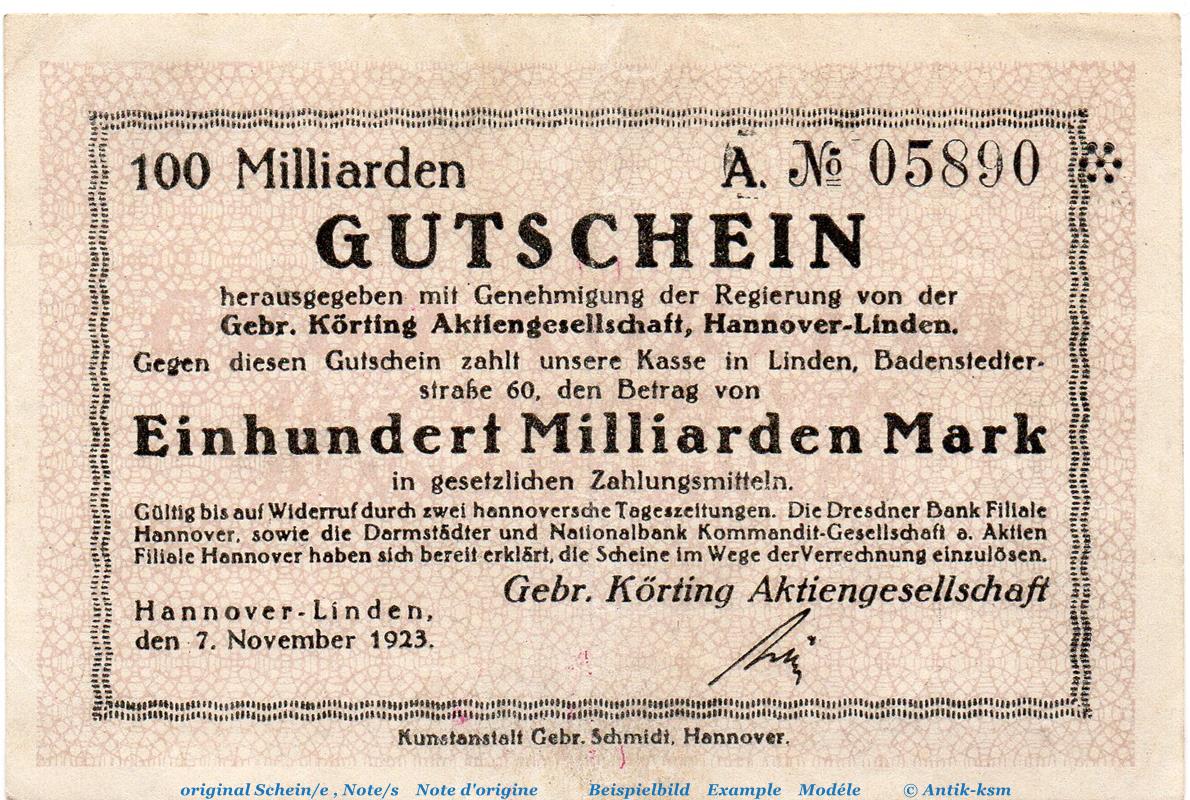 100 Milliarden A. № 05890
GUTSCHEIN
herausgegeben mit Genehmigung der Regierung von der
Gebr. Körting Aktiengesellschaft, Hannover-Linden.
Gegen diesen Gutschein zahlt unsere Kasse in Linden, Badenstedter-
straße 60, den Betrag von
Einhundert Milliarden Mark
in gesetzlichen Zahlungsmitteln.
Gültig bis auf Widerruf durch zwei hannoversche Tageszeitungen. Die Dresdner Bank Filiale
Hannover, sowie die Darmstädter und Nationalbank Kommandit-Gesellschaft a. Aktien
Filiale Hannover haben sich bereit erklärt, die Scheine im Wege der Verrechnung einzulösen.
Gebr. Körting Aktiengesellschaft
Hannover-Linden,
den 7. November 1923.
Kunstanstalt Gebr. Schmidt, Hannover.
original Schein/e , Note/s Note d'origine Beispielbild Example Modéle © Antik-ksm